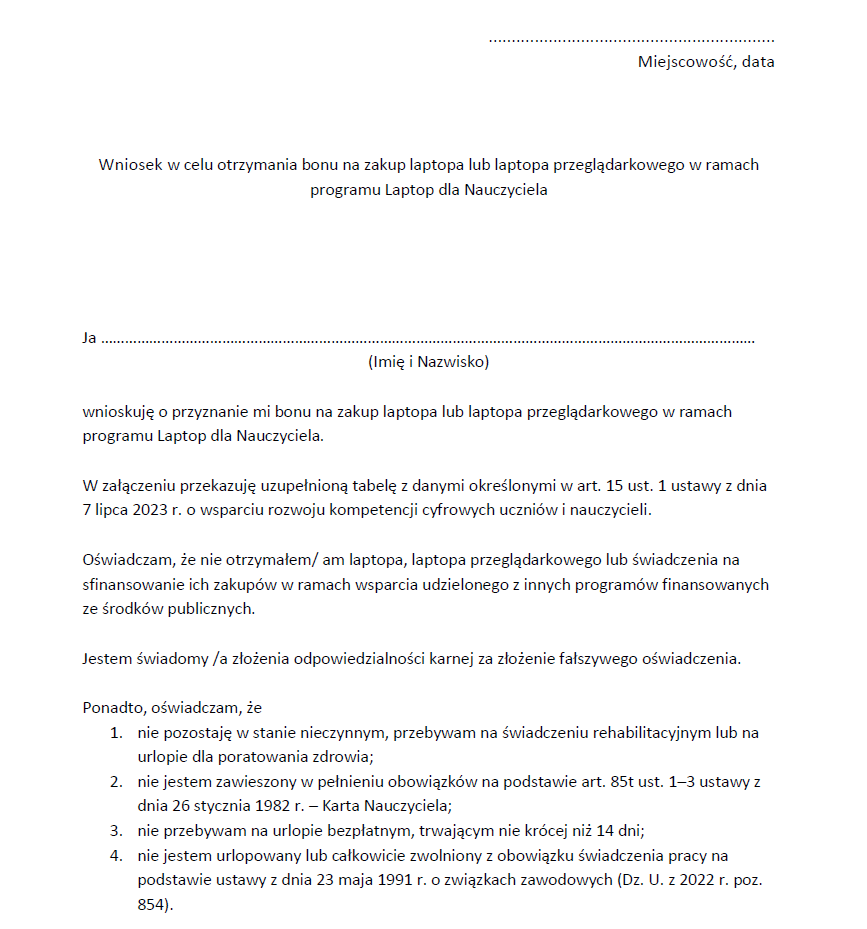 ...............................................................
Miejscowość, data
Wniosek w celu otrzymania bonu na zakup laptopa lub laptopa przeglądarkowego w ramach
programu Laptop dla Nauczyciela
Ja ……………………………………………………………………………………………………………………………………………
(Imię i Nazwisko)
wnioskuję o przyznanie mi bonu na zakup laptopa lub laptopa przeglądarkowego w ramach
programu Laptop dla Nauczyciela.
W załączeniu przekazuję uzupełnioną tabelę z danymi określonymi w art. 15 ust. 1 ustawy z dnia
7 lipca 2023 r. o wsparciu rozwoju kompetencji cyfrowych uczniów i nauczycieli.
Oświadczam, że nie otrzymałem/ am laptopa, laptopa przeglądarkowego lub świadczenia na
sfinansowanie ich zakupów w ramach wsparcia udzielonego z innych programów finansowanych
ze środków publicznych.
Jestem świadomy /a złożenia odpowiedzialności karnej za złożenie fałszywego oświadczenia.
Ponadto, oświadczam, że
1. nie pozostaję w stanie nieczynnym, przebywam na świadczeniu rehabilitacyjnym lub na
urlopie dla poratowania zdrowia;
2. nie jestem zawieszony w pełnieniu obowiązków na podstawie art. 85t ust. 1–3 ustawy z
dnia 26 stycznia 1982 r. – Karta Nauczyciela;
3. nie przebywam na urlopie bezpłatnym, trwającym nie krócej niż 14 dni;
4. nie jestem urlopowany lub całkowicie zwolniony z obowiązku świadczenia pracy na
podstawie ustawy z dnia 23 maja 1991 r. o związkach zawodowych (Dz. U. z 2022 r. poz.
854).